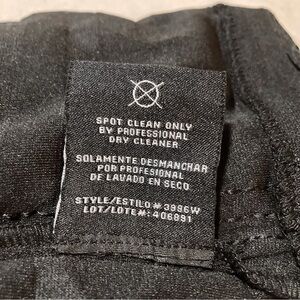 SPOT CLEAN ONLY
BY PROFESSIONAL
DRY CLEANER
SOLAMENTE DESMANCHAR
POR PROFESIONAL
DE LAVADO EN SECO
STYLE/ESTILO# 3986W
LOT/LOTE#: 406891